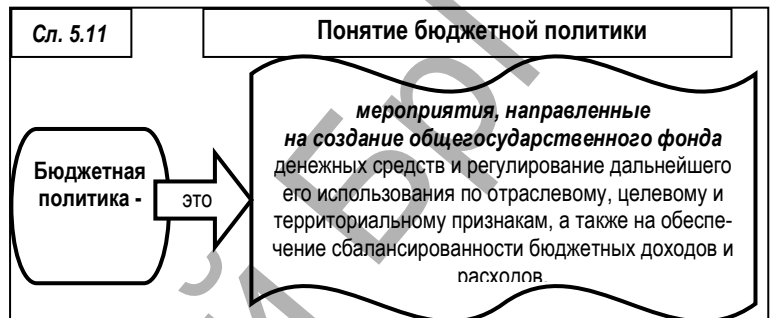 Сл. 5.11
Понятие бюджетной политики
Бюджетная
политика -
это
мероприятия, направленные
на создание общегосударственного фонда
денежных средств и регулирование дальнейшего
его использования по отраслевому, целевому и
территориальному признакам, а также на обеспе-
чение сбалансированности бюджетных доходов и
расходов